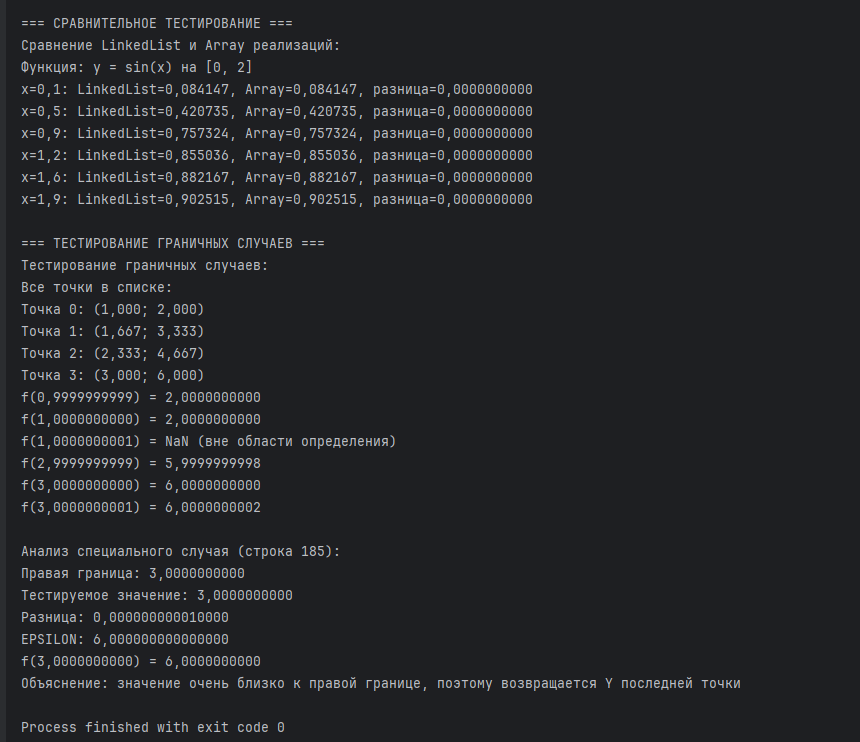 === СРАВНИТЕЛЬНОЕ ТЕСТИРОВАНИЕ ===
Сравнение LinkedList и Array реализаций:
Функция: y = sin(x) на [0, 2]
x=0,1: LinkedList=0,084147, Array=0,084147, разница=0,0000000000
x=0,5: LinkedList=0,420735, Array=0,420735, разница=0,0000000000
x=0,9: LinkedList=0,757324, Array=0,757324, разница=0,0000000000
x=1,2: LinkedList=0,855036, Array=0,855036, разница=0,0000000000
x=1,6: LinkedList=0,882167, Array=0,882167, разница=0,0000000000
x=1,9: LinkedList=0,902515, Array=0,902515, разница=0,0000000000
=== ТЕСТИРОВАНИЕ ГРАНИЧНЫХ СЛУЧАЕВ ===
Тестирование граничных случаев:
Все точки в списке:
Точка 0: (1,000; 2,000)
Точка 1: (1,667; 3,333)
Точка 2: (2,333; 4,667)
Точка 3: (3,000; 6,000)
f(0,9999999999) = 2,0000000000
f(1,0000000000) = 2,0000000000
f(1,0000000001) = NaN (вне области определения)
f(2,9999999999) = 5,9999999998
f(3,0000000000) = 6,0000000000
f(3,0000000001) = 6,0000000002
Анализ специального случая (строка 185):
Правая граница: 3,0000000000
Тестируемое значение: 3,0000000000
Разница: 0,000000000010000
EPSILON: 6,000000000000000
f(3,0000000000) = 6,0000000000
Объяснение: значение очень близко к правой границе, поэтому возвращается Y последней точки
Process finished with exit code 0